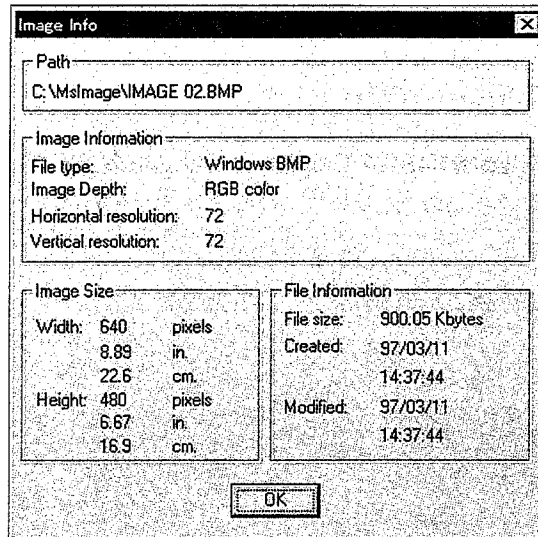 Image Info
Path
C:\MsImage\IMAGE 02.BMP
Image Information
File type: Windows BMP
Image Depth: RGB color
Horizontal resolution: 72
Vertical resolution: 72
Image Size
Width: 640 pixels
8.89 in.
22.6 cm.
Height: 480 pixels
6.67 in.
16.9 cm.
File Information
File size: 900.05 Kbytes
Created: 97/03/11
14:37:44
Modified: 97/03/11
14:37:44
OK